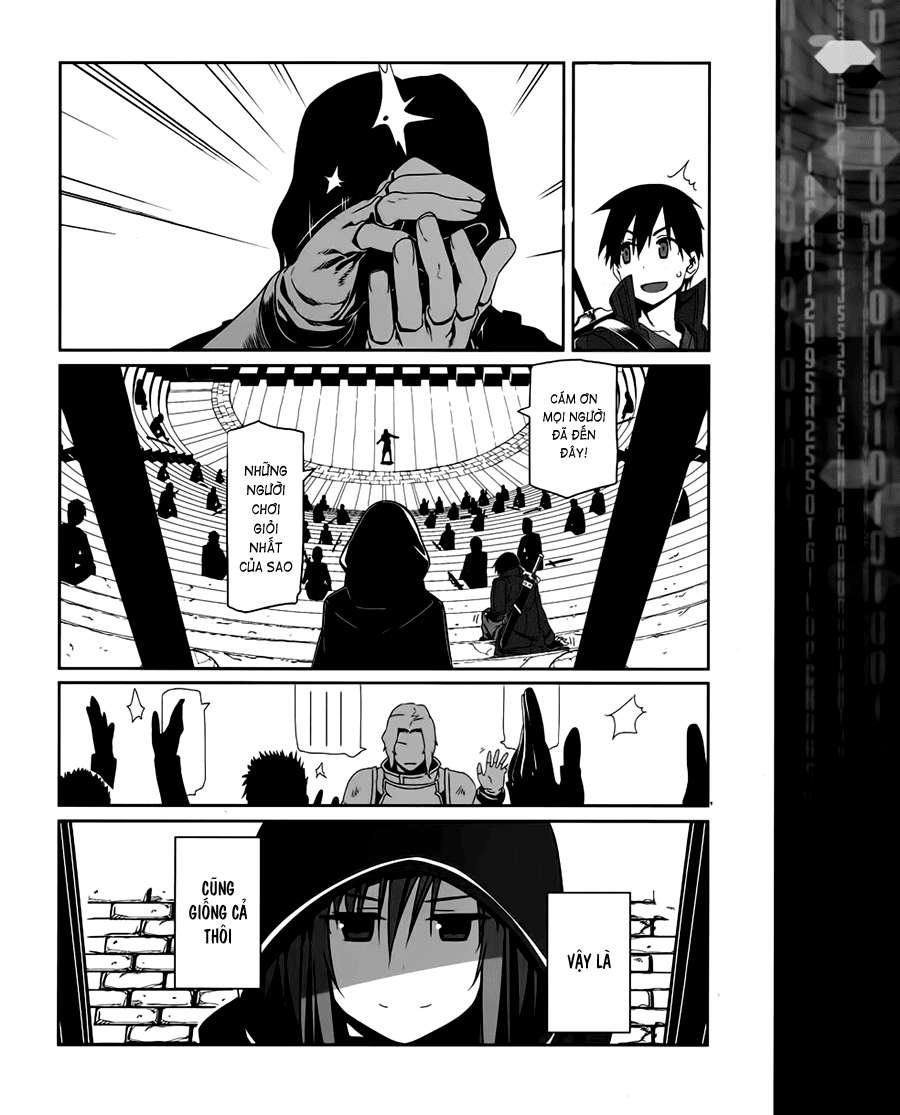 CÁM ƠN
MỌI NGƯỜI
ĐÃ ĐẾN
ĐÂY!
NHỮNG
NGƯỜI
CHƠI
GIỎI
NHẤT
CỦA SAO
VẬY LÀ
CŨNG
GIỐNG CẢ
THÔI